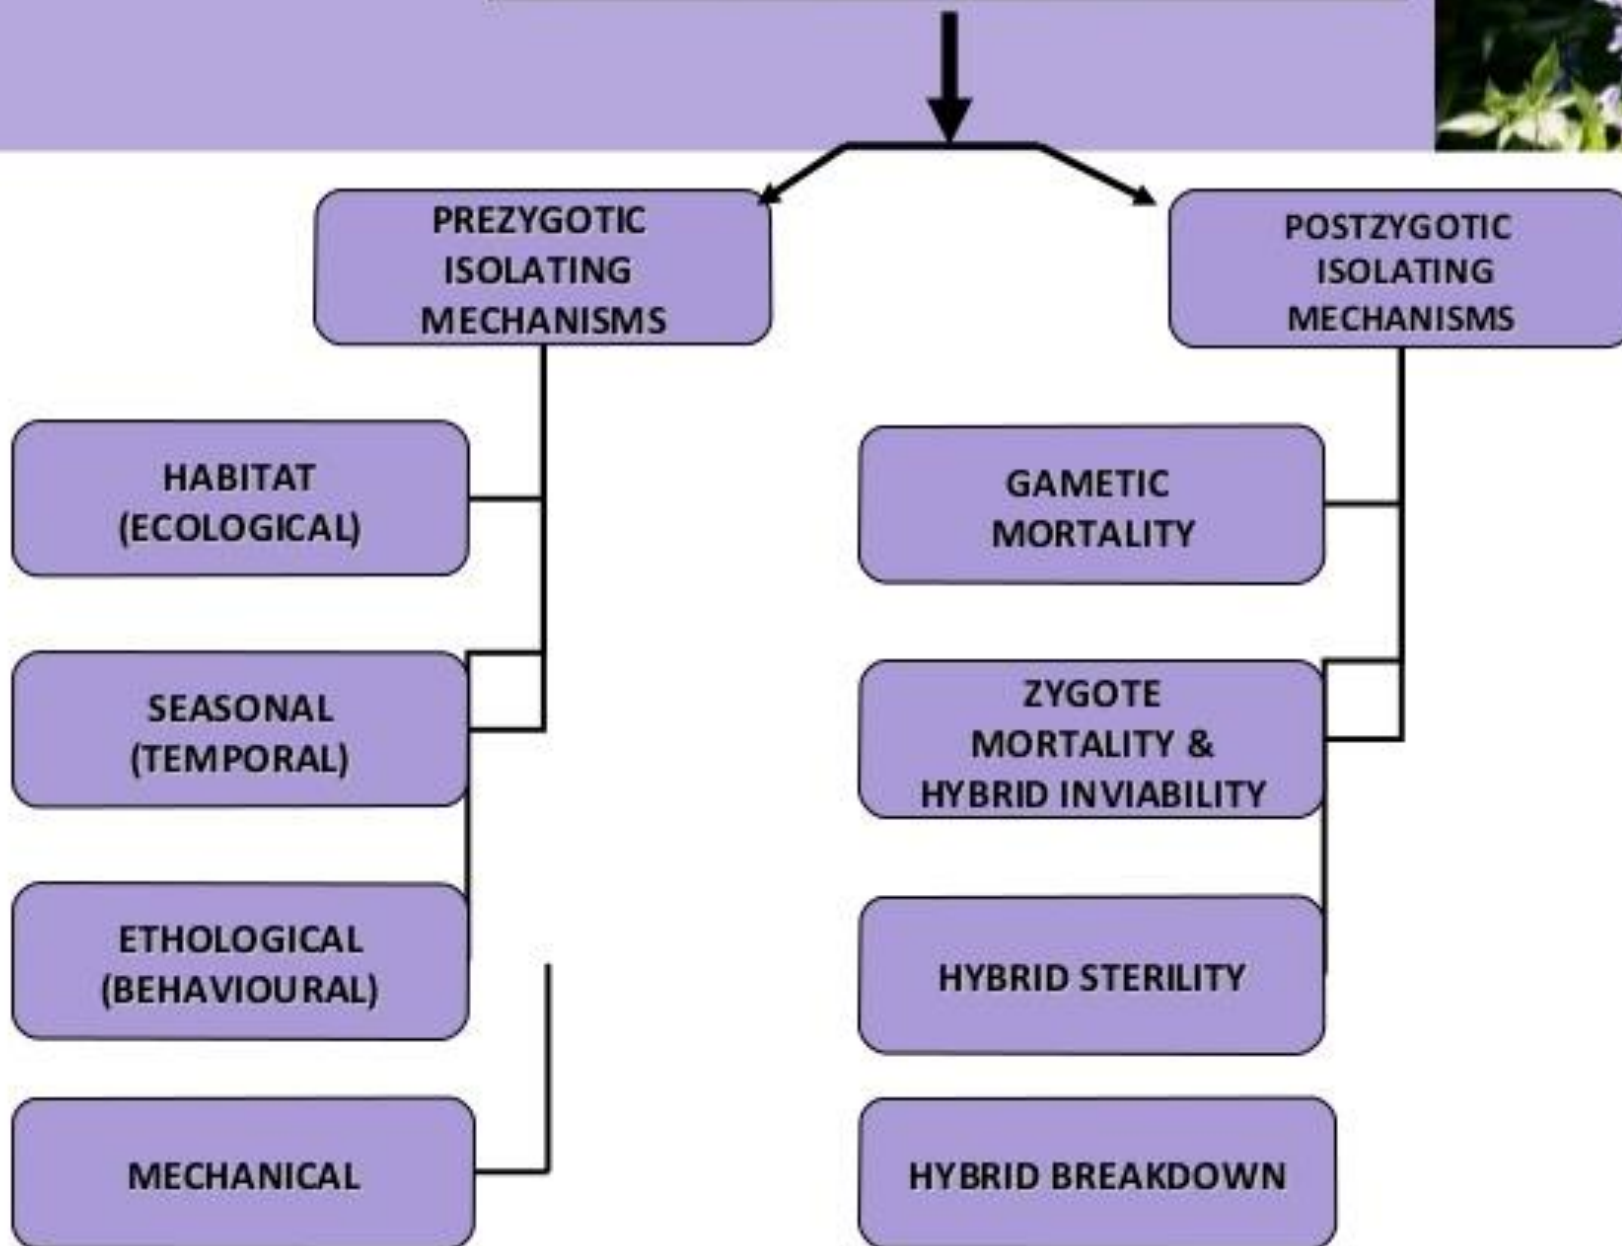 PREZYGOTIC
ISOLATING
MECHANISMS
POSTZYGOTIC
ISOLATING
MECHANISMS
HABITAT
(ECOLOGICAL)
GAMETIC
MORTALITY
SEASONAL
(TEMPORAL)
ZYGOTE
MORTALITY &
HYBRID INVIABILITY
ETHOLOGICAL
(BEHAVIOURAL)
HYBRID STERILITY
MECHANICAL
HYBRID BREAKDOWN